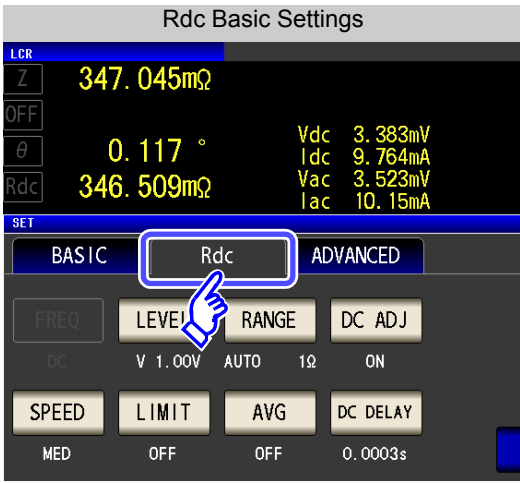 Rdc Basic Settings
LCR
Z 347.045mΩ
OFF
θ 0.117 ° Vdc 3.383mV
Idc 9.764mA
Rdc 346.509mΩ Vac 3.523mV
Iac 10.15mA
SET
BASIC Rdc ADVANCED
FREQ LEVEL RANGE DC ADJ
DC V 1.00V AUTO 1Ω ON
SPEED LIMIT AVG DC DELAY
MED OFF OFF 0.0003s